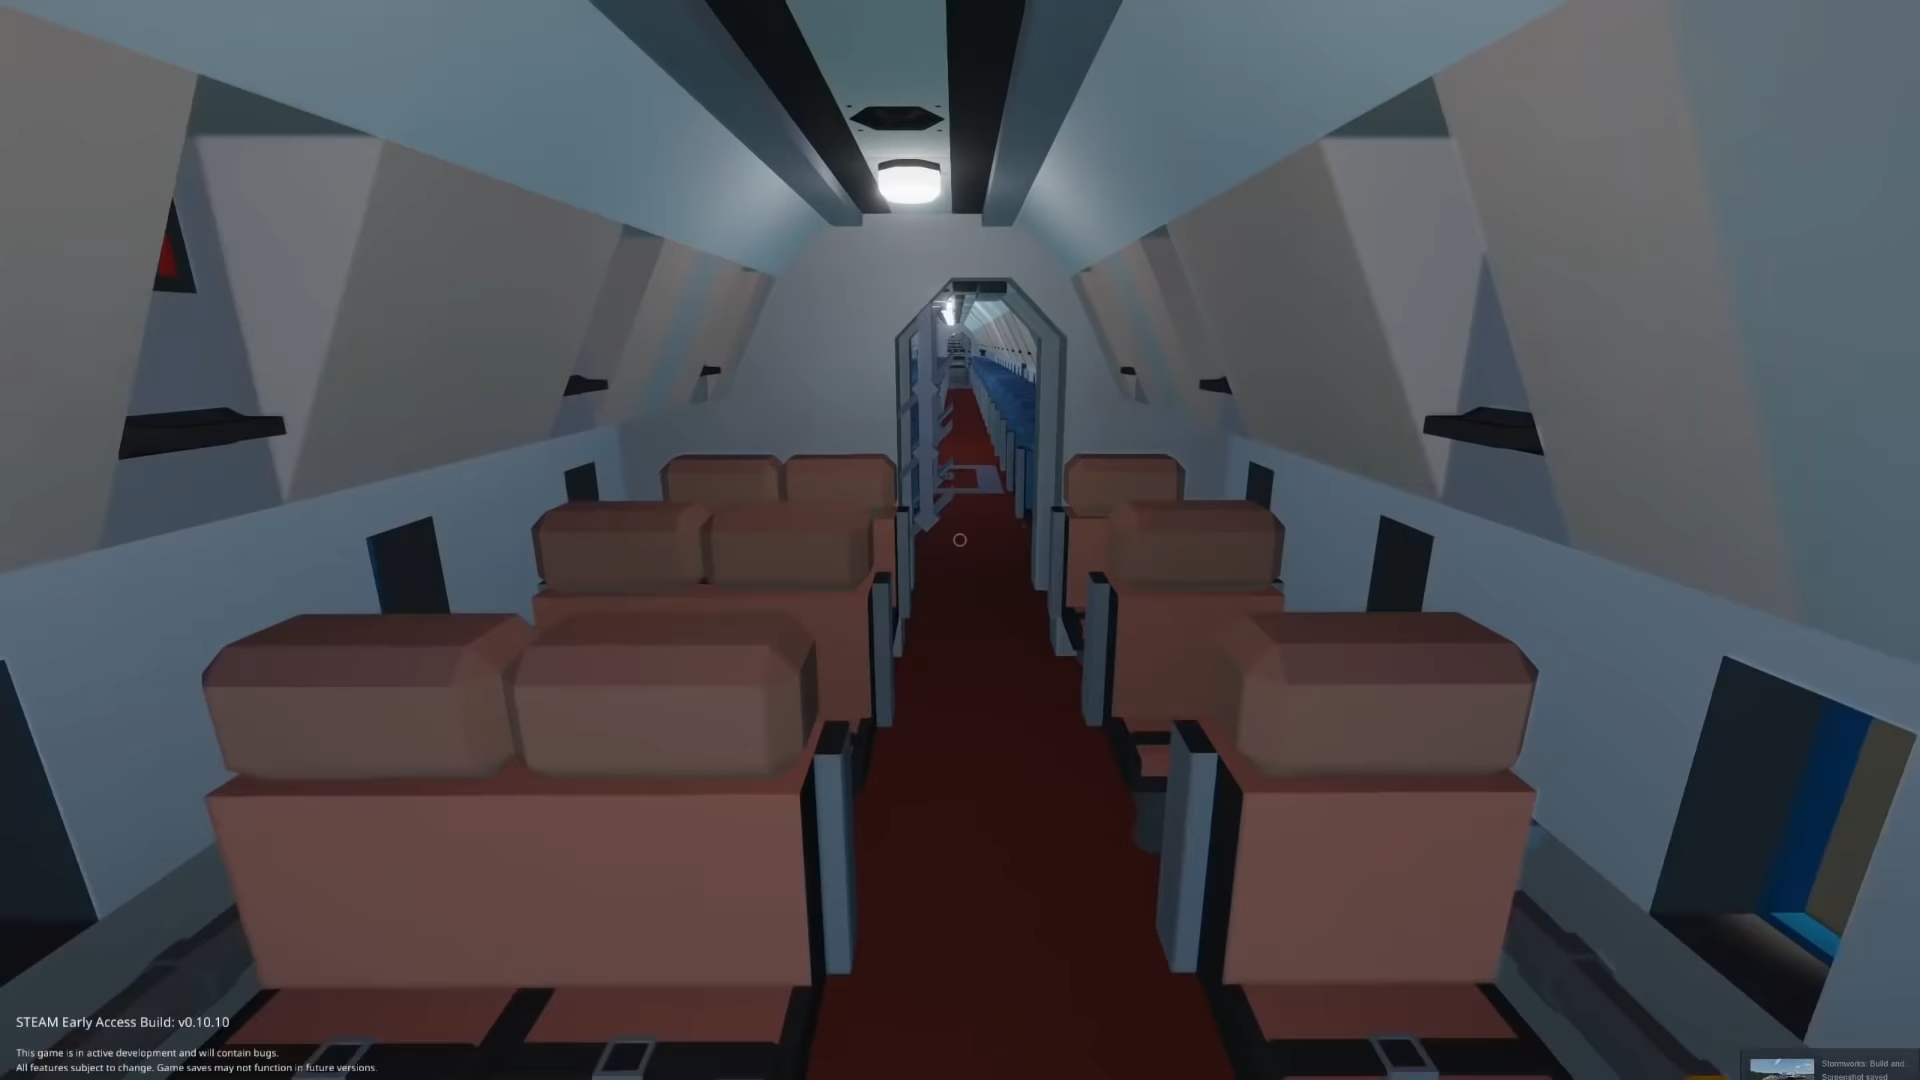 STEAM Early Access Build: v0.10.10
This game is in active development and will contain bugs.
All features subject to change. Game saves may not function in future versions.
Stormworks: Build and...
Screenshot saved